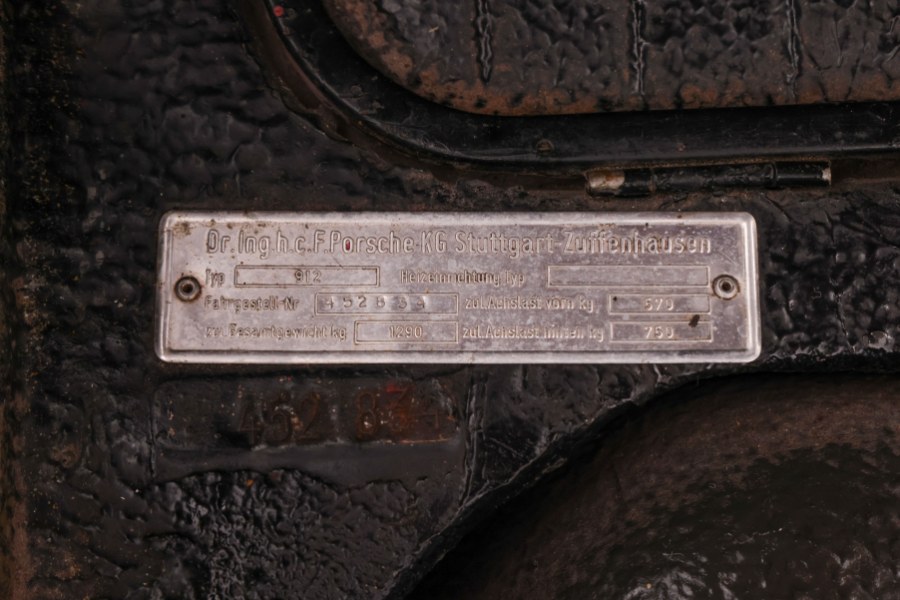 Dr. Ing. h.c. F. Porsche-KG Stuttgart-Zuffenhausen
Typ 912 Heizeinrichtung Typ
Fahrgestell-Nr zul. Achslast vorn kg 570
zul. Gesamtgewicht kg 1290 zul. Achslast hinten kg 750
452